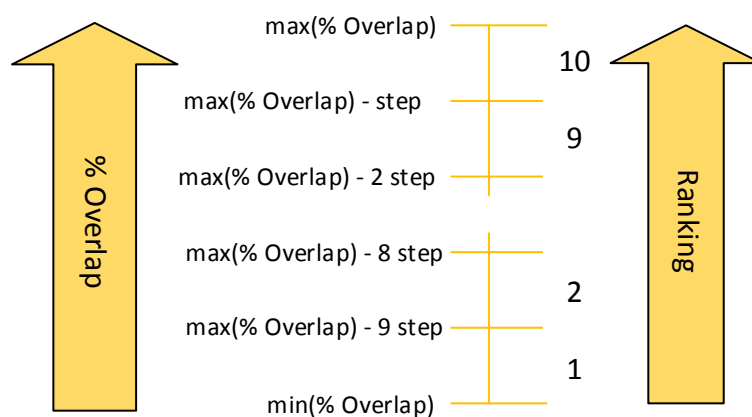 max(% Overlap)
10
max(% Overlap) - step
9
max(% Overlap) - 2 step
% Overlap
Ranking
max(% Overlap) - 8 step
2
max(% Overlap) - 9 step
1
min(% Overlap)